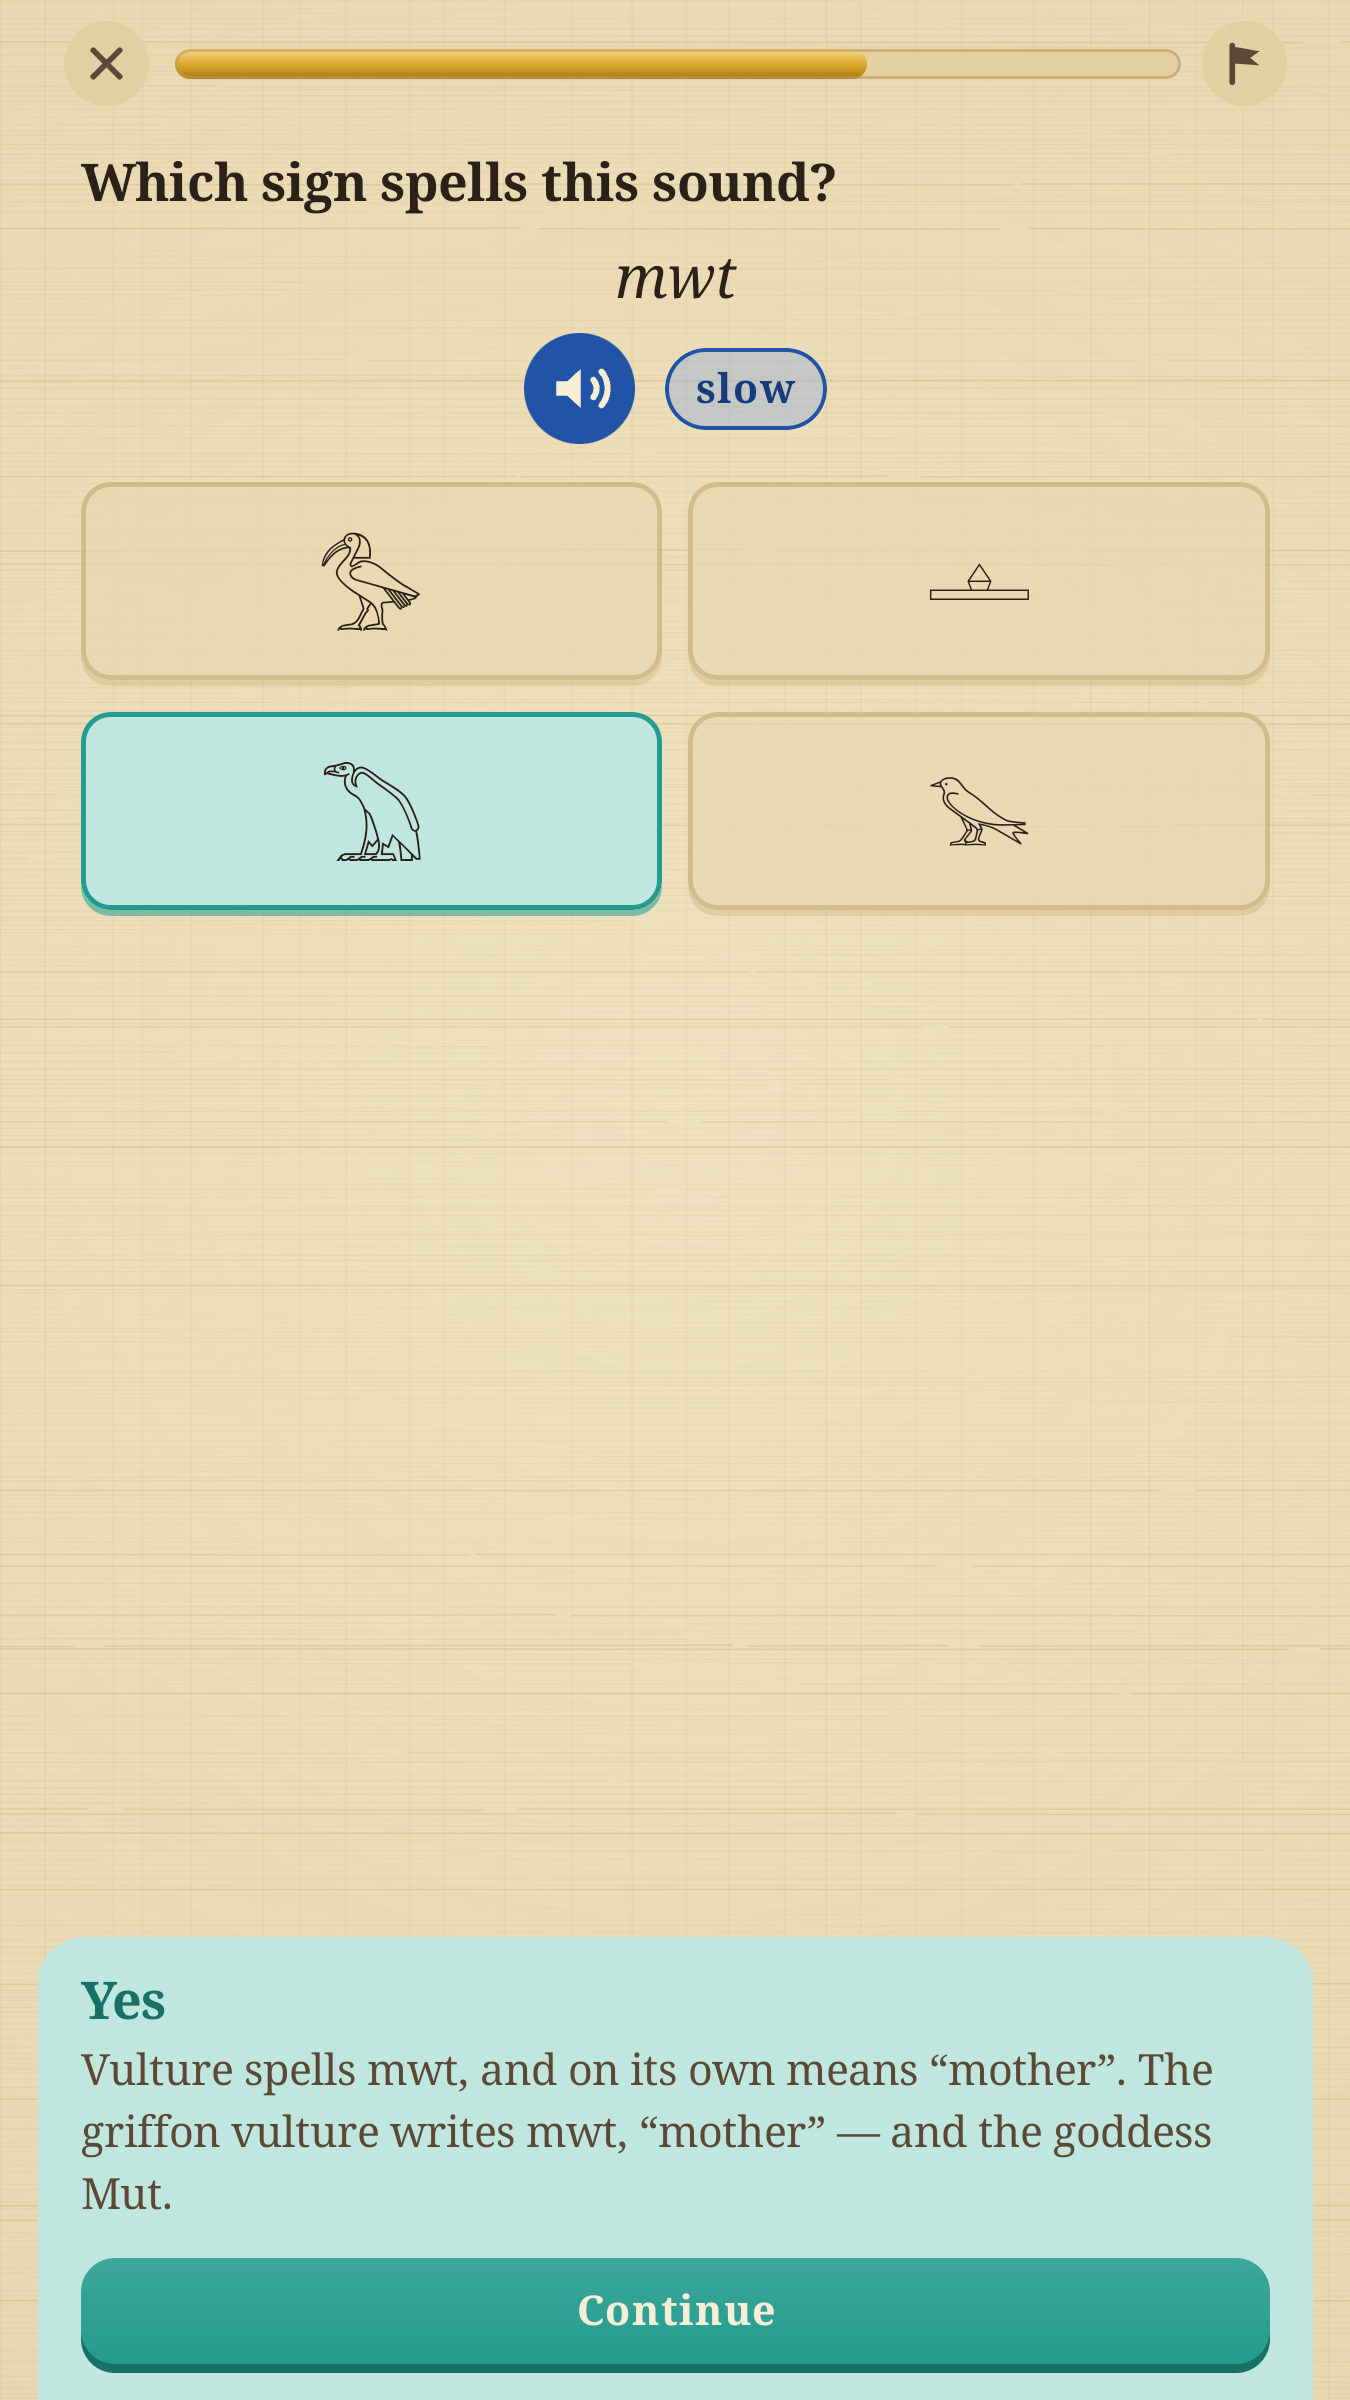 Which sign spells this sound?
mwt
slow
𓅜 𓊵
𓅐 𓅨
Yes
Vulture spells mwt, and on its own means “mother”. The
griffon vulture writes mwt, “mother” — and the goddess
Mut.
Continue